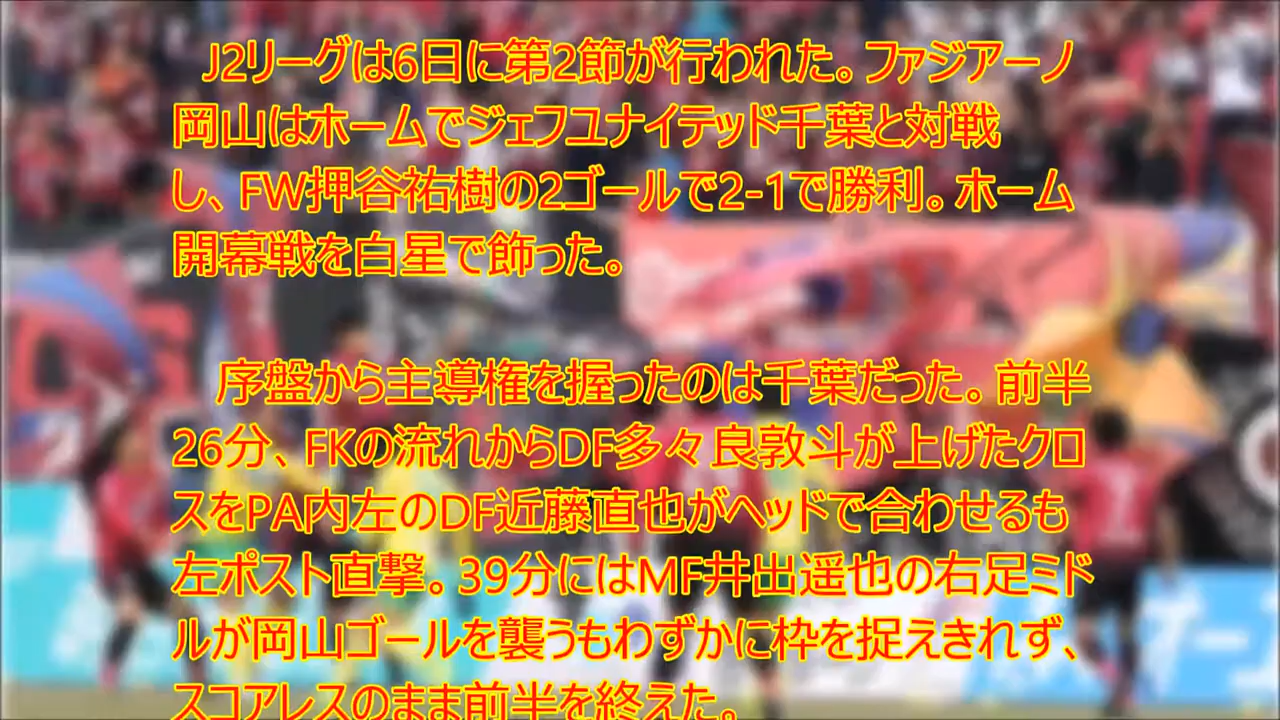 J2リーグは6日に第2節が行われた。ファジアーノ
岡山はホームでジェフユナイテッド千葉と対戦
し、FW押谷祐樹の2ゴールで2-1で勝利。ホーム
開幕戦を白星で飾った。
序盤から主導権を握ったのは千葉だった。前半
26分、FKの流れからDF多々良敦斗が上げたクロ
スをPA内左のDF近藤直也がヘッドで合わせるも
左ポスト直撃。39分にはMF井出遥也の右足ミド
ルが岡山ゴールを襲うもわずかに枠を捉えきれず、
スコアレスのまま前半を終えた。